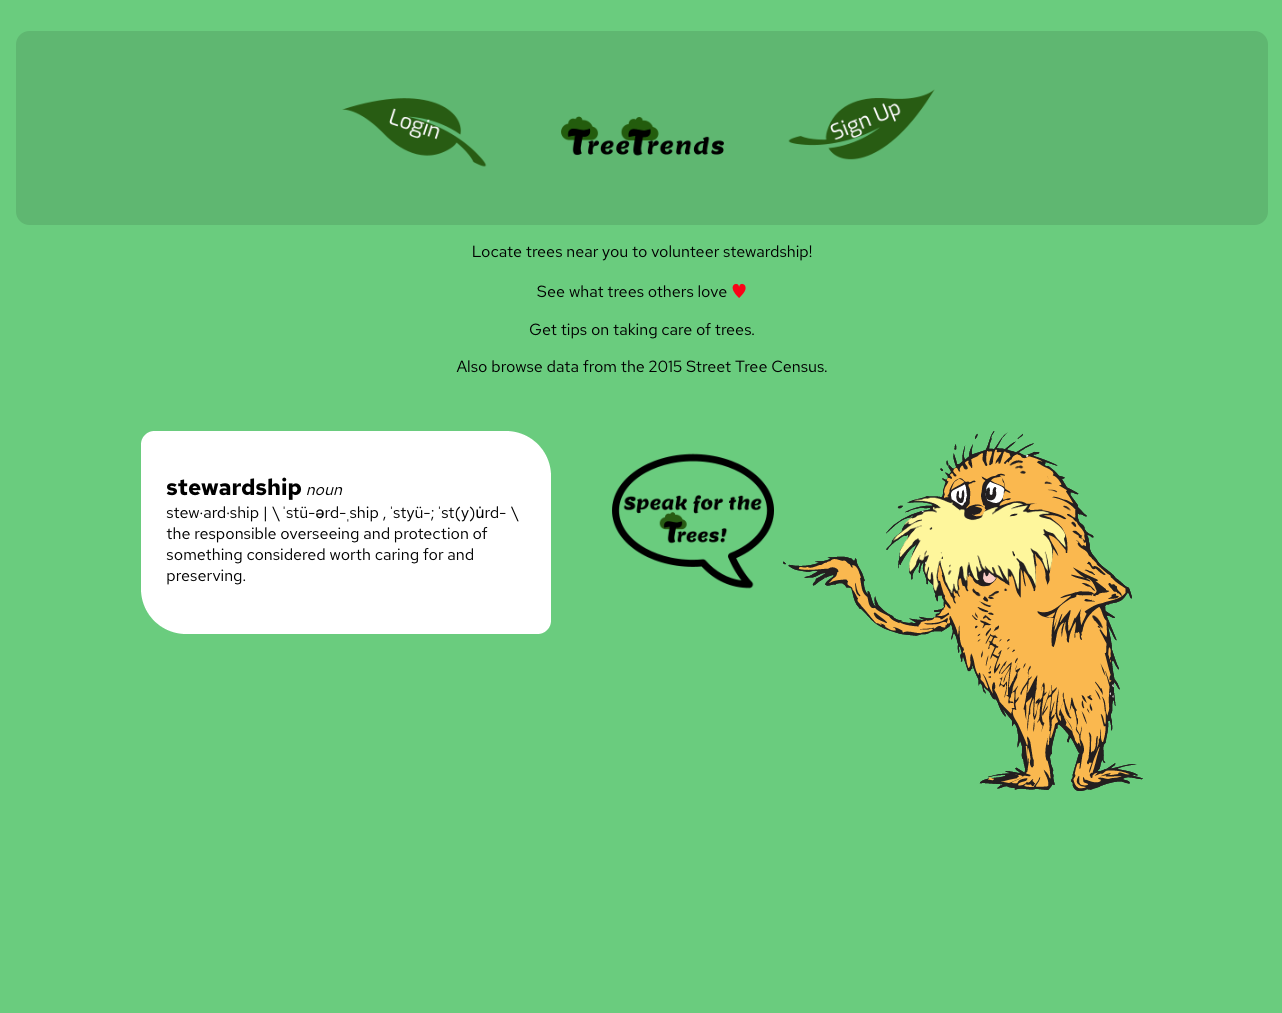 Login
TreeTrends
Sign Up
Locate trees near you to volunteer stewardship!
See what trees others love ♥
Get tips on taking care of trees.
Also browse data from the 2015 Street Tree Census.
stewardship noun
stew·ard·ship | \ ˈstü-ərd-ˌship , ˈstyü-; ˈst(y)u̇rd- \
the responsible overseeing and protection of
something considered worth caring for and
preserving.
Speak for the
Trees!